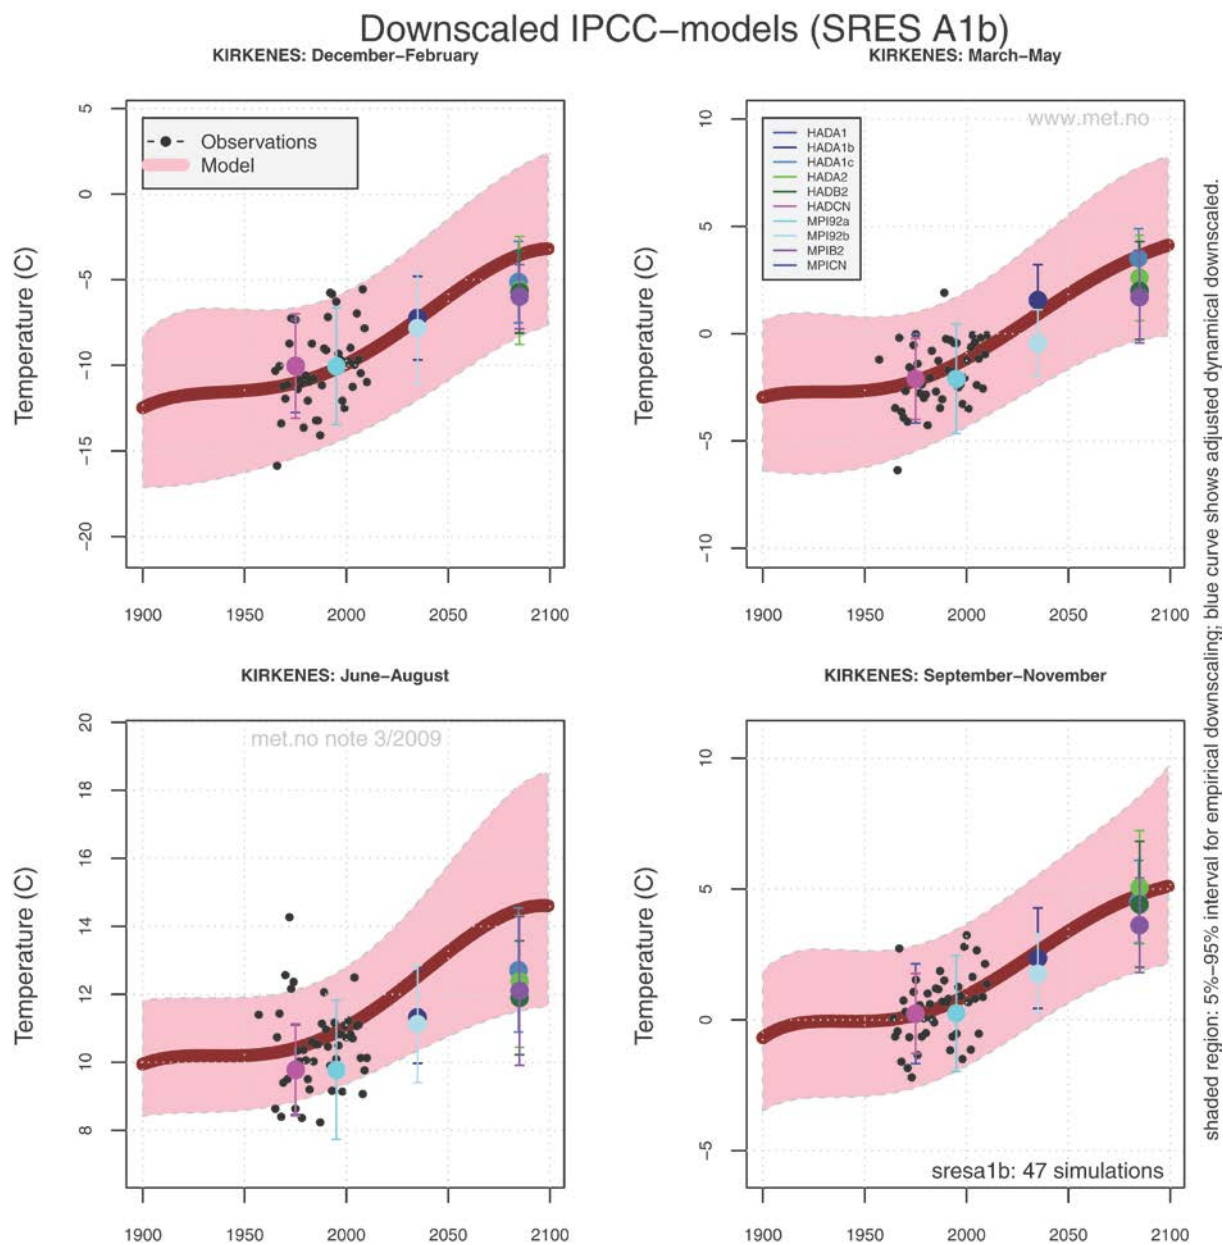 Downscaled IPCC−models (SRES A1b)
KIRKENES: December−February
5
0
−5
−10
−15
−20
Temperature (C)
Observations
Model
1900 1950 2000 2050 2100
KIRKENES: March−May
10
5
0
−5
−10
Temperature (C)
www.met.no
HADA1
HADA1b
HADA1c
HADA2
HADB2
HADCN
MPI92a
MPI92b
MPIB2
MPICN
1900 1950 2000 2050 2100
KIRKENES: June−August
20
18
16
14
12
10
8
Temperature (C)
met.no note 3/2009
1900 1950 2000 2050 2100
KIRKENES: September−November
10
5
0
−5
Temperature (C)
sresa1b: 47 simulations
1900 1950 2000 2050 2100
shaded region: 5%−95% interval for empirical downscaling; blue curve shows adjusted dynamical downscaled.